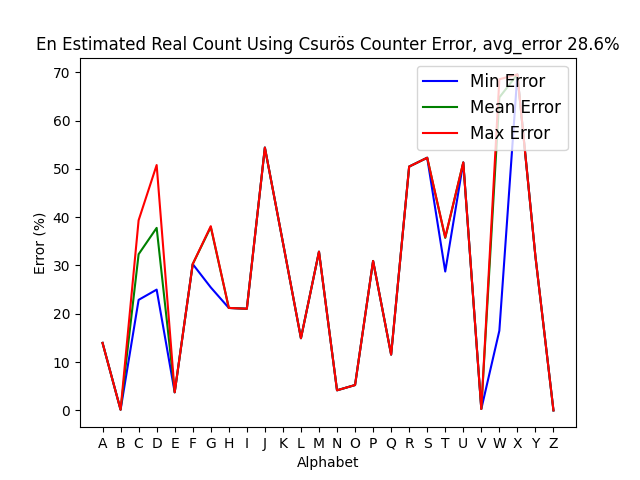 En Estimated Real Count Using Csurös Counter Error, avg_error 28.6%
70
60
50
40
30
20
10
0
Error (%)
Min Error
Mean Error
Max Error
A B C D E F G H I J K L M N O P Q R S T U V W X Y Z
Alphabet